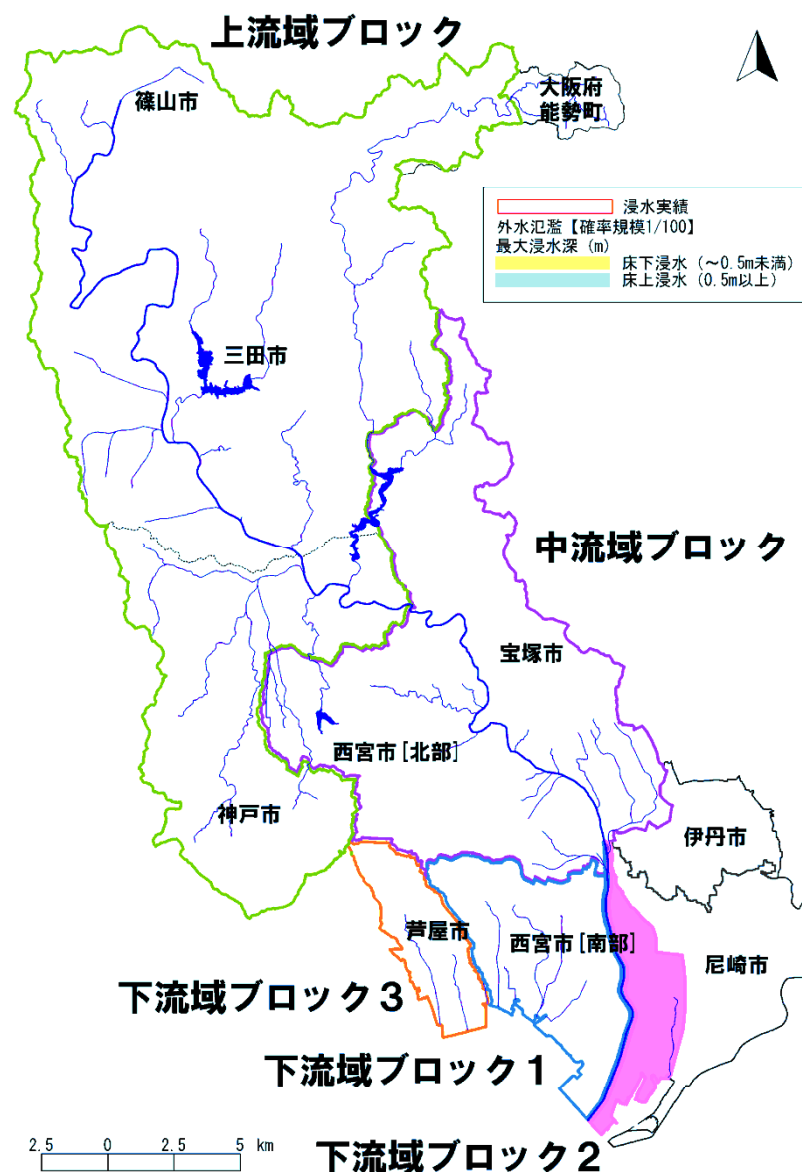 上流域ブロック
篠山市
大阪府
能勢町
浸水実績
外水氾濫【確率規模1/100】
最大浸水深 (m)
床下浸水 (~0.5m未満)
床上浸水 (0.5m以上)
三田市
中流域ブロック
宝塚市
西宮市[北部]
神戸市
伊丹市
芦屋市
西宮市[南部]
尼崎市
下流域ブロック3
下流域ブロック1
下流域ブロック2
2.5 0 2.5 5 km